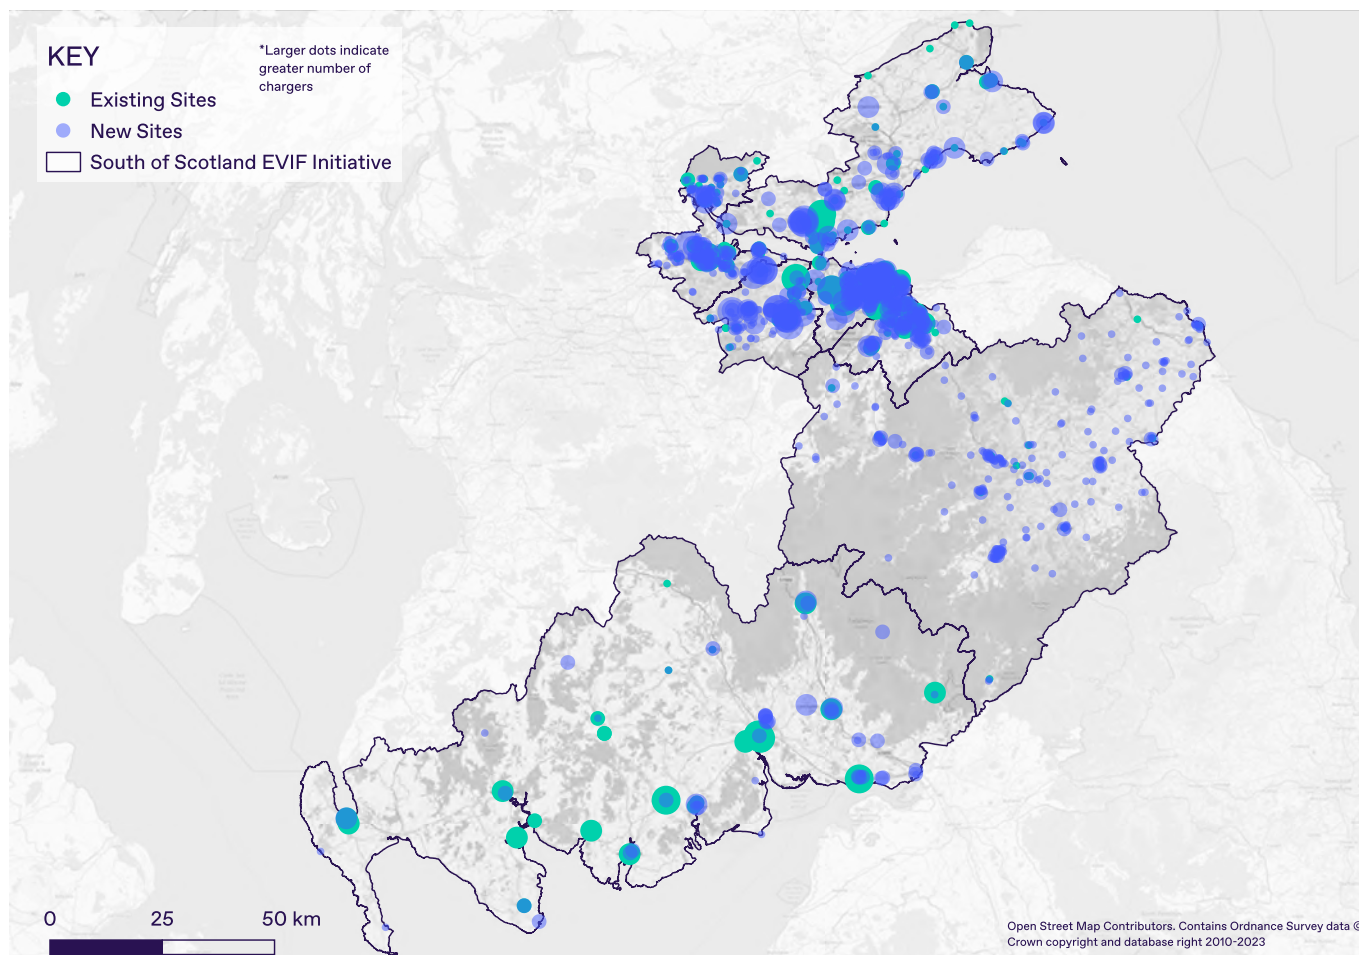 KEY
*Larger dots indicate
greater number of
chargers
Existing Sites
New Sites
South of Scotland EVIF Initiative
0 25 50 km
Open Street Map Contributors. Contains Ordnance Survey data ©
Crown copyright and database right 2010-2023